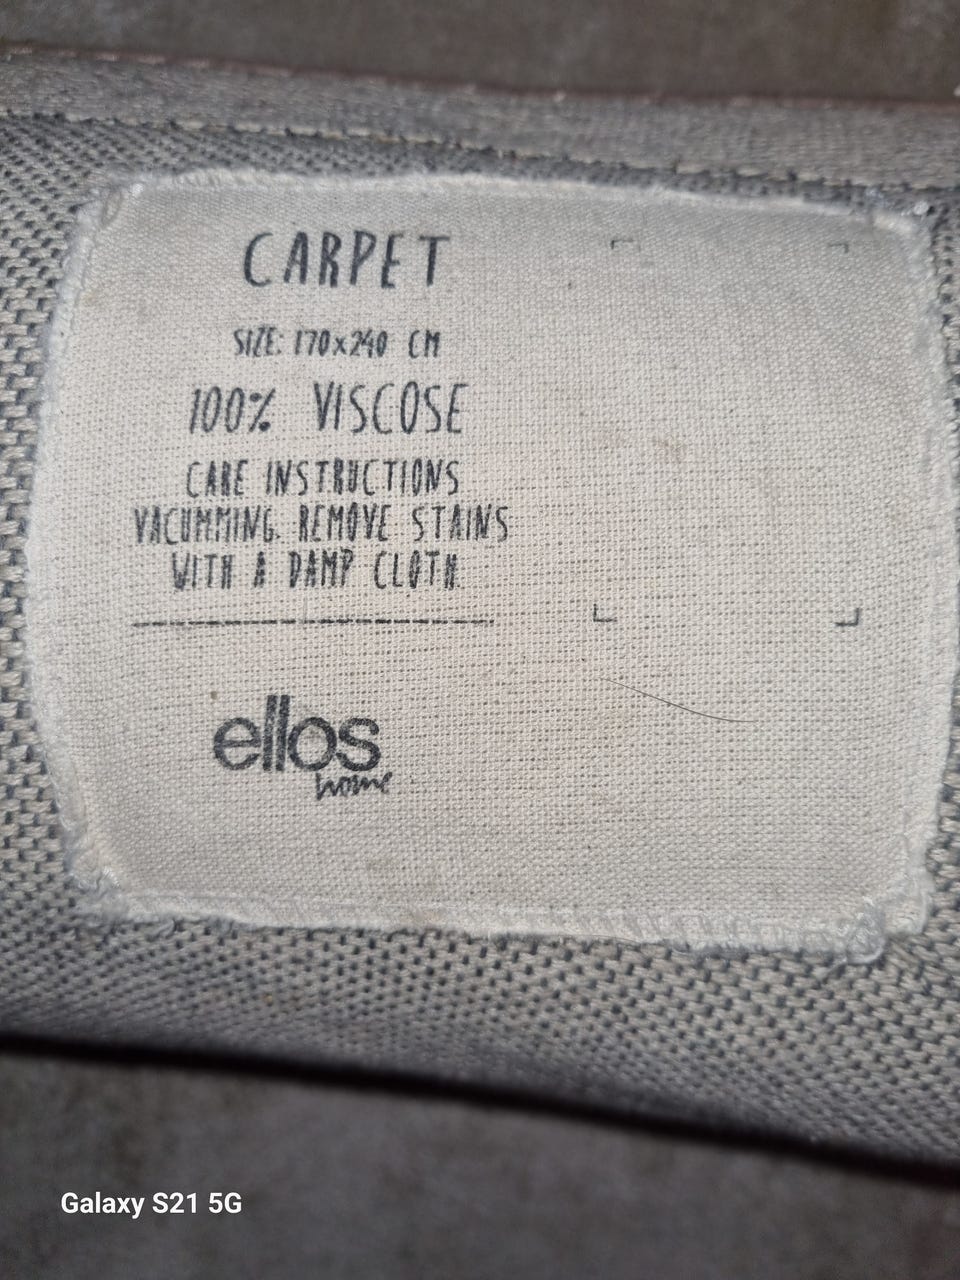 CARPET
SIZE: 170x240 CM
100% VISCOSE
CARE INSTRUCTIONS
VACUMMING. REMOVE STAINS
WITH A DAMP CLOTH
ellos
home
Galaxy S21 5G